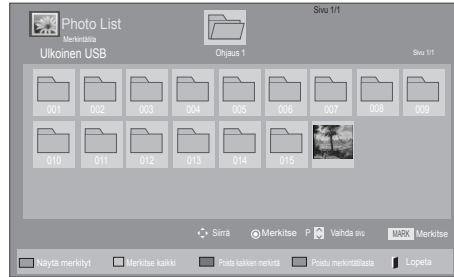 Sivu 1/1
Photo List
Merkintätila
Ulkoinen USB
Ohjaus 1
Sivu 1/1
001 002 003 004 005 006 007 008 009
010 011 012 013 014 015
Siirrä Merkitse P Vaihda sivu MARK Merkitse
Näytä merkityt Merkitse kaikki Poista kaikkien merkintä Poistu merkintätilasta Lopeta